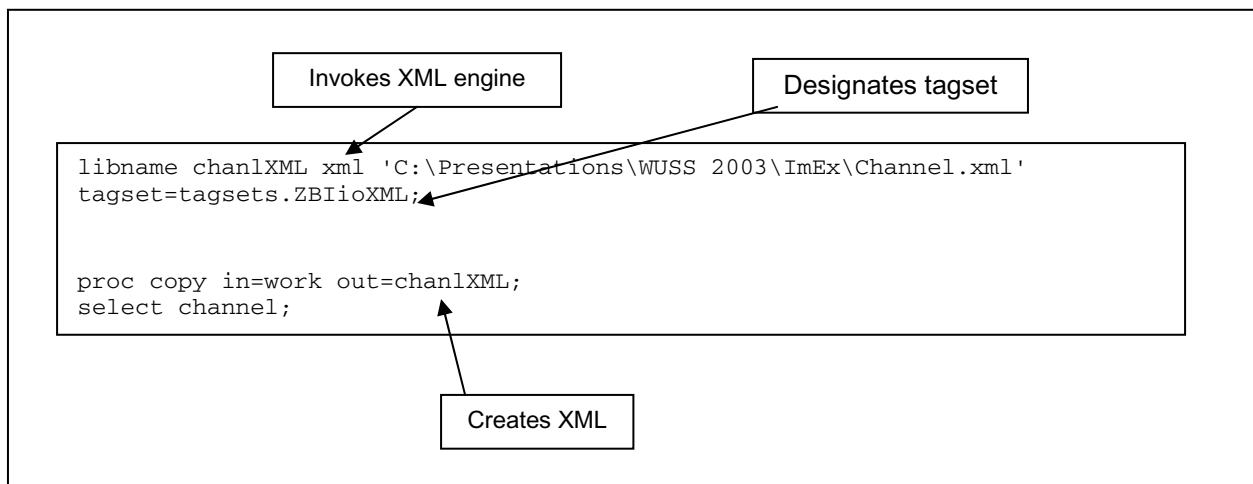 Invokes XML engine
Designates tagset
libname chanlXML xml 'C:\Presentations\WUSS 2003\ImEx\Channel.xml'
tagset=tagsets.ZBIioXML;
proc copy in=work out=chanlXML;
select channel;
Creates XML